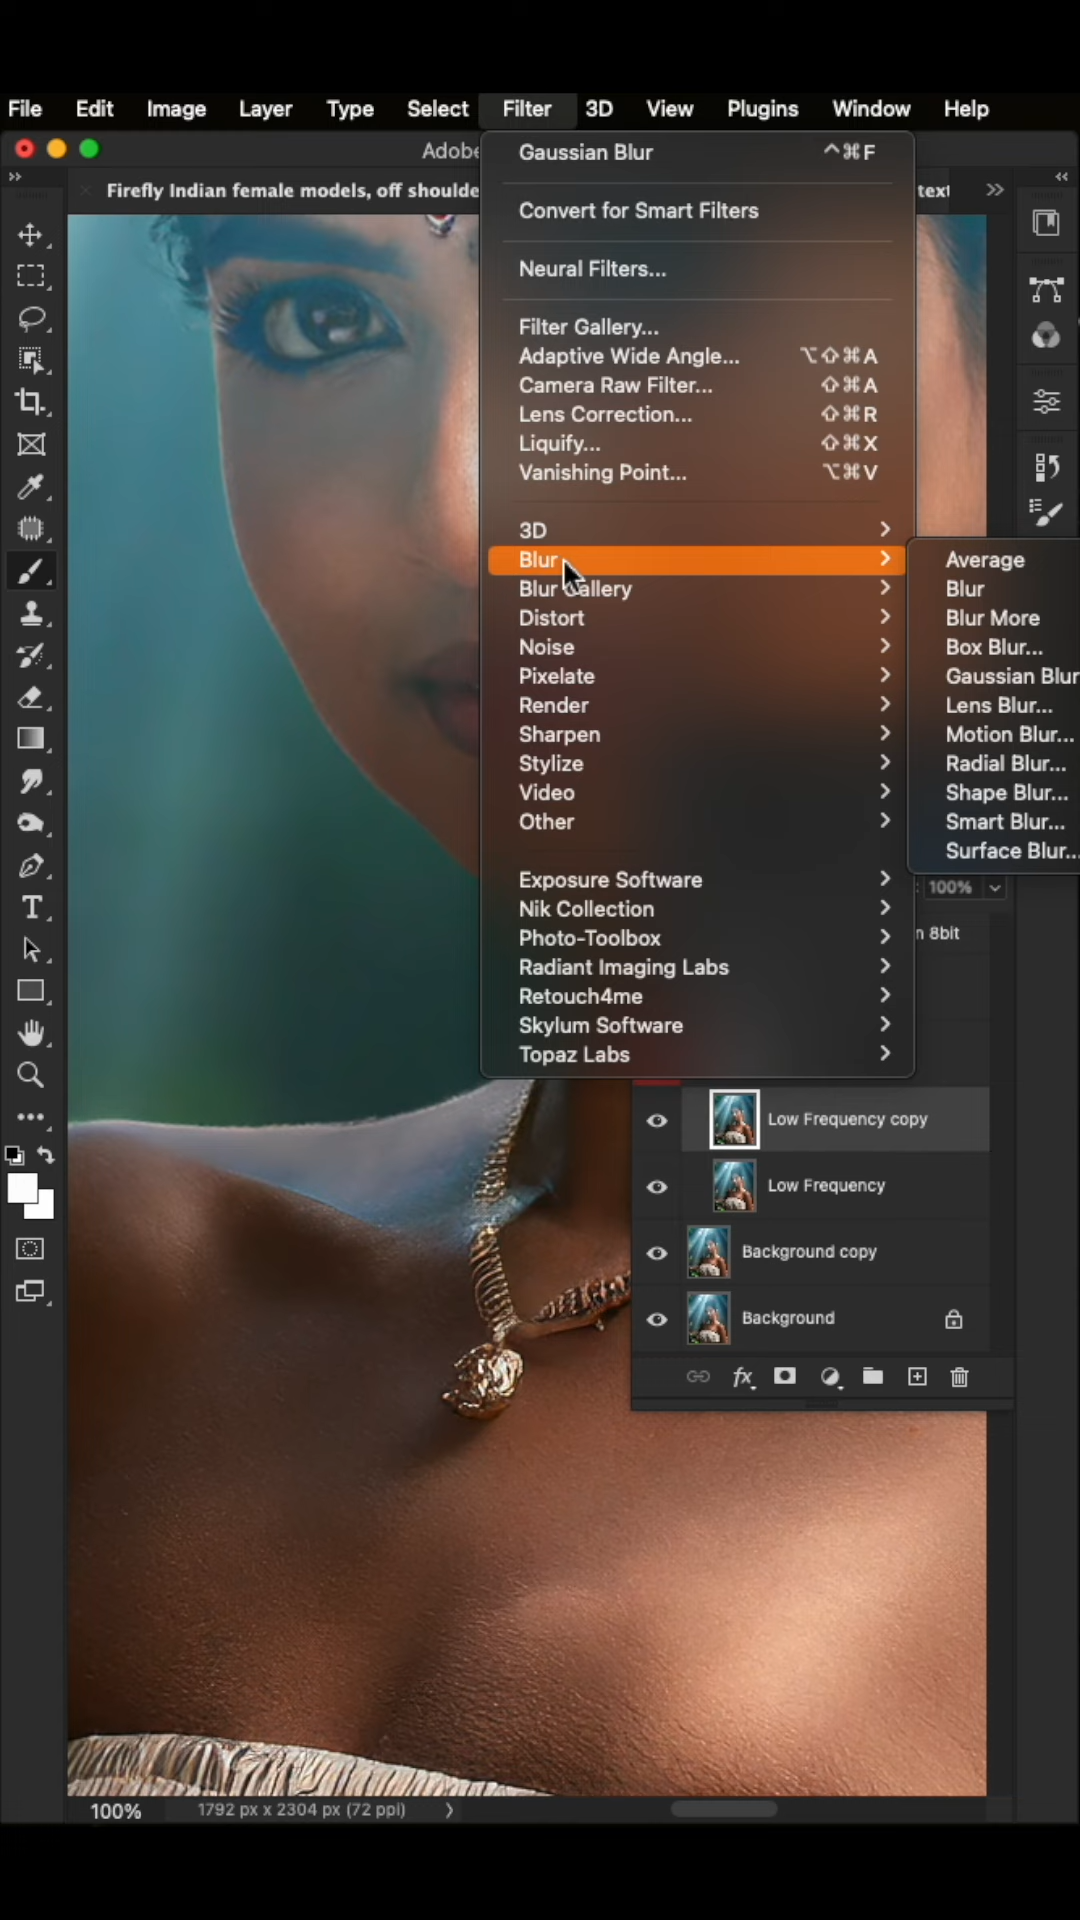 File Edit Image Layer Type Select Filter 3D View Plugins Window Help
Adobe
Firefly Indian female models, off shoulde
text
Gaussian Blur ^⌘F
Convert for Smart Filters
Neural Filters...
Filter Gallery...
Adaptive Wide Angle... ⌥⇧⌘A
Camera Raw Filter... ⇧⌘A
Lens Correction... ⇧⌘R
Liquify... ⇧⌘X
Vanishing Point... ⌥⌘V
3D
Blur
Blur Gallery
Distort
Noise
Pixelate
Render
Sharpen
Stylize
Video
Other
Exposure Software
Nik Collection
Photo-Toolbox
Radiant Imaging Labs
Retouch4me
Skylum Software
Topaz Labs
Average
Blur
Blur More
Box Blur...
Gaussian Blur
Lens Blur...
Motion Blur...
Radial Blur...
Shape Blur...
Smart Blur...
Surface Blur...
: 100%
n 8bit
Low Frequency copy
Low Frequency
Background copy
Background
fx
100% 1792 px x 2304 px (72 ppi)